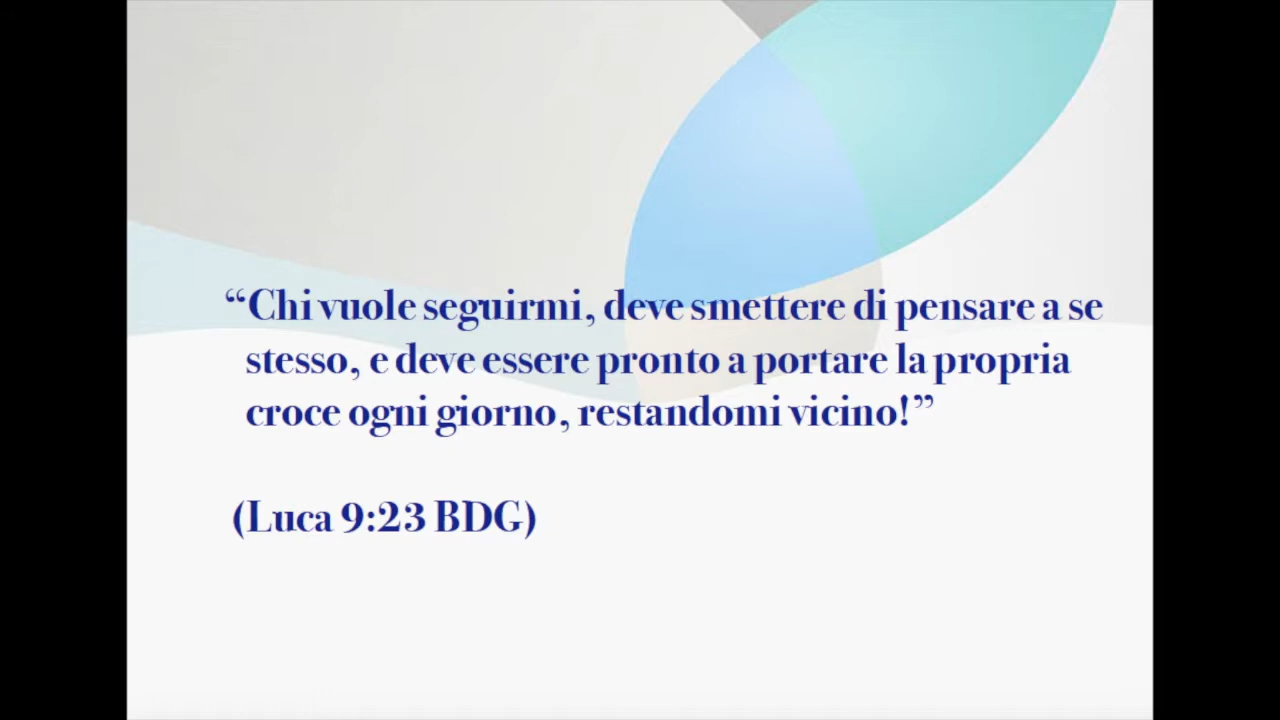 “Chi vuole seguirmi, deve smettere di pensare a se
stesso, e deve essere pronto a portare la propria
croce ogni giorno, restandomi vicino!”
(Luca 9:23 BDG)